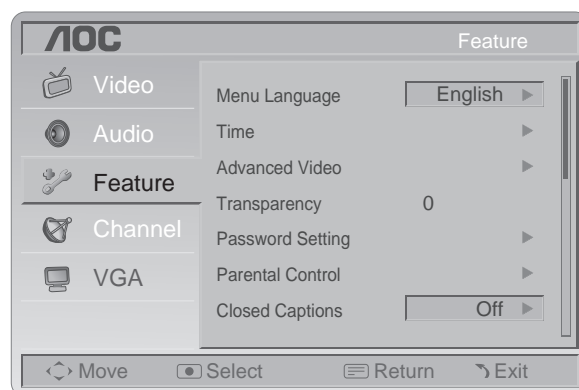 AOC Feature
Video
Audio
Feature
Channel
VGA
Menu Language English
Time
Advanced Video
Transparency 0
Password Setting
Parental Control
Closed Captions Off
Move Select Return Exit